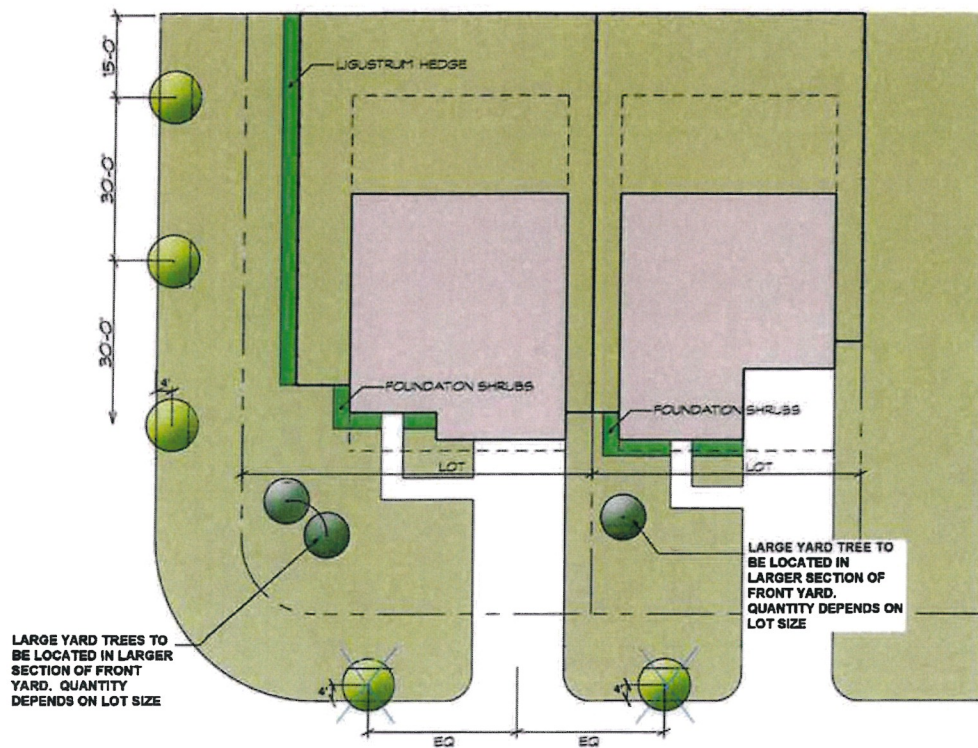 15'-0"
LIGUSTRUM HEDGE
30'-0"
30'-0"
4'
FOUNDATION SHRUBS
FOUNDATION SHRUBS
LOT
LOT
LARGE YARD TREE TO
BE LOCATED IN
LARGER SECTION OF
FRONT YARD.
QUANTITY DEPENDS ON
LOT SIZE
LARGE YARD TREES TO
BE LOCATED IN LARGER
SECTION OF FRONT
YARD. QUANTITY
DEPENDS ON LOT SIZE
4'
4'
EQ
EQ